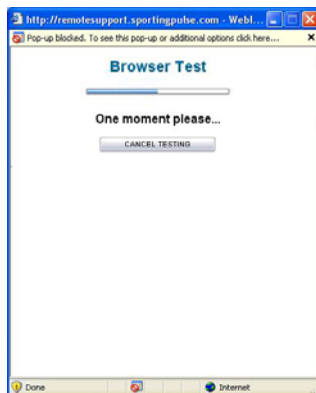 http://remotesupport.sportingpulse.com - Webl...
Pop-up blocked. To see this pop-up or additional options click here...
Browser Test
One moment please...
CANCEL TESTING
Done
Internet